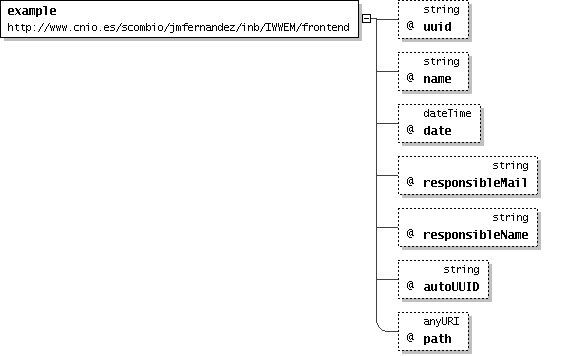 example
http://www.cnio.es/scombio/jmfernandez/inb/IWWEM/frontend
string
@ uuid
string
@ name
dateTime
@ date
string
@ responsibleMail
string
@ responsibleName
string
@ autoUUID
anyURI
@ path